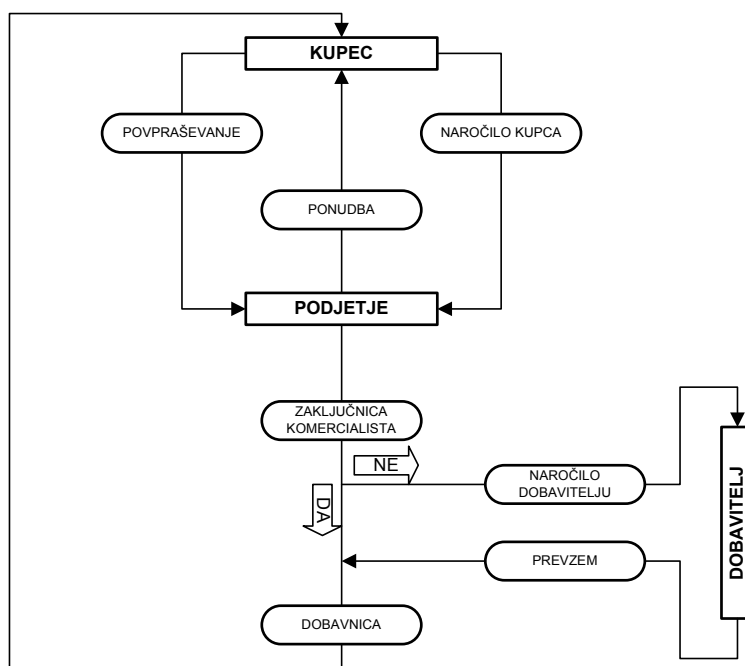 KUPEC
POVPRAŠEVANJE
NAROČILO KUPCA
PONUDBA
PODJETJE
ZAKLJUČNICA
KOMERCIALISTA
NE
NAROČILO
DOBAVITELJU
DA
DOBAVITELJ
PREVZEM
DOBAVNICA